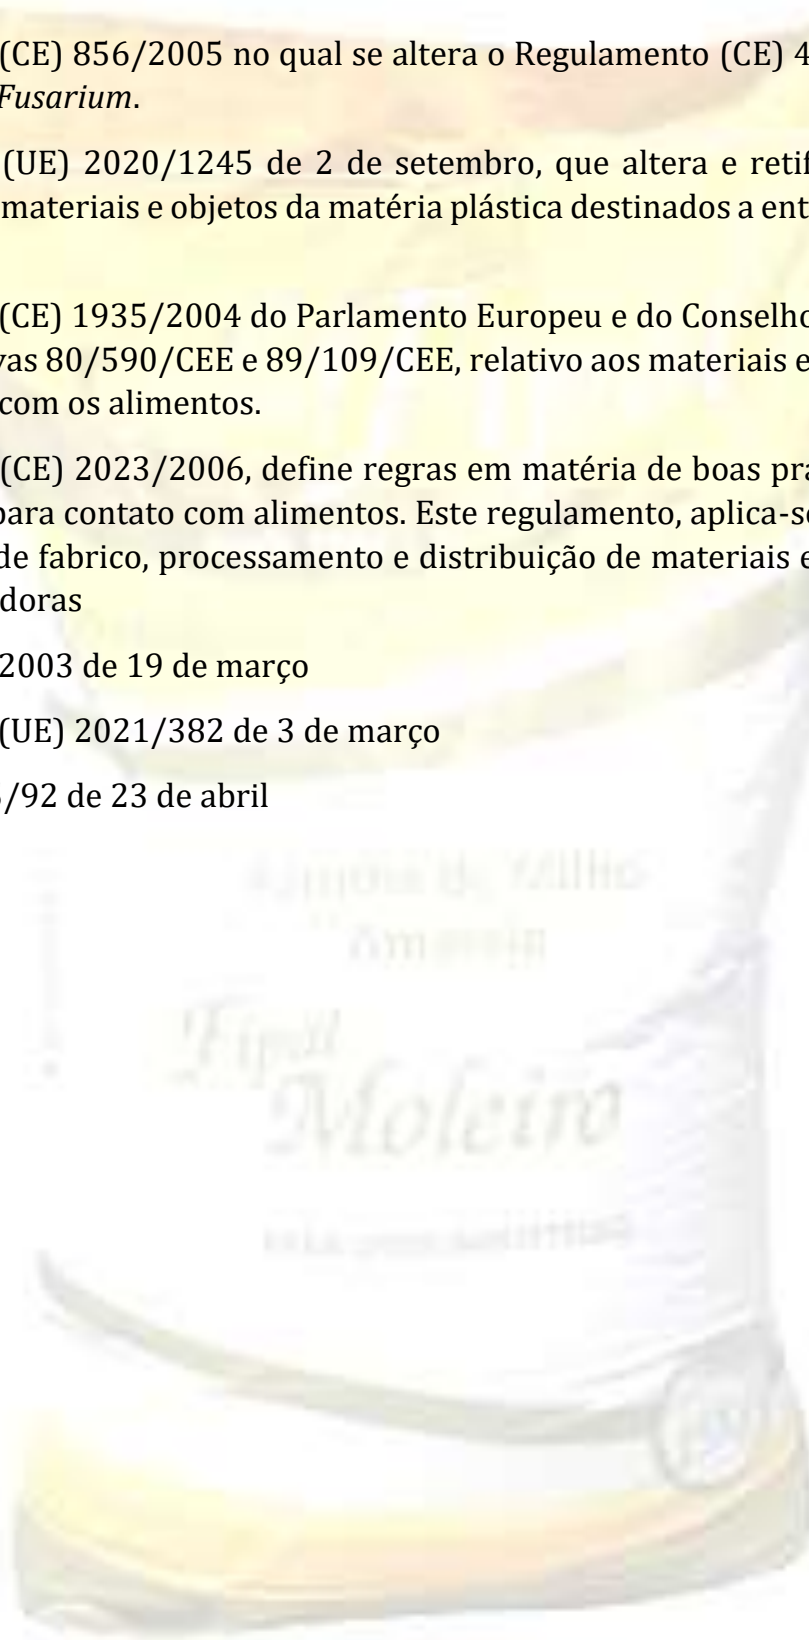 (CE) 856/2005 no qual se altera o Regulamento (CE) 4
Fusarium.
(UE) 2020/1245 de 2 de setembro, que altera e retif
materiais e objetos da matéria plástica destinados a ent
(CE) 1935/2004 do Parlamento Europeu e do Conselho
vas 80/590/CEE e 89/109/CEE, relativo aos materiais e
com os alimentos.
(CE) 2023/2006, define regras em matéria de boas pra
para contato com alimentos. Este regulamento, aplica-se
de fabrico, processamento e distribuição de materiais e
doras
2003 de 19 de março
(UE) 2021/382 de 3 de março
/92 de 23 de abril
de Milho
Moleiro